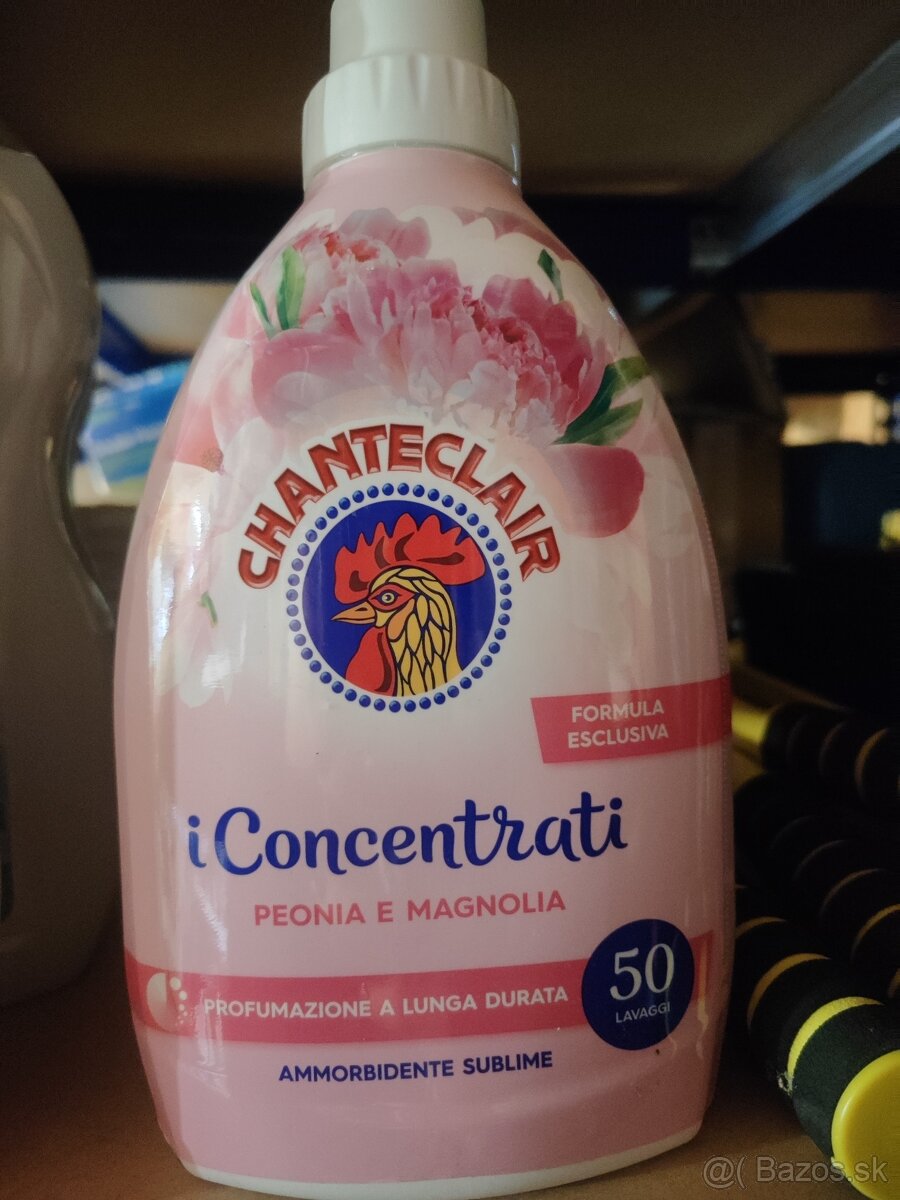 CHANTECLAIR
FORMULA
ESCLUSIVA
i Concentrati
PEONIA E MAGNOLIA
50
LAVAGGI
PROFUMAZIONE A LUNGA DURATA
AMMORBIDENTE SUBLIME
@( Bazos.sk